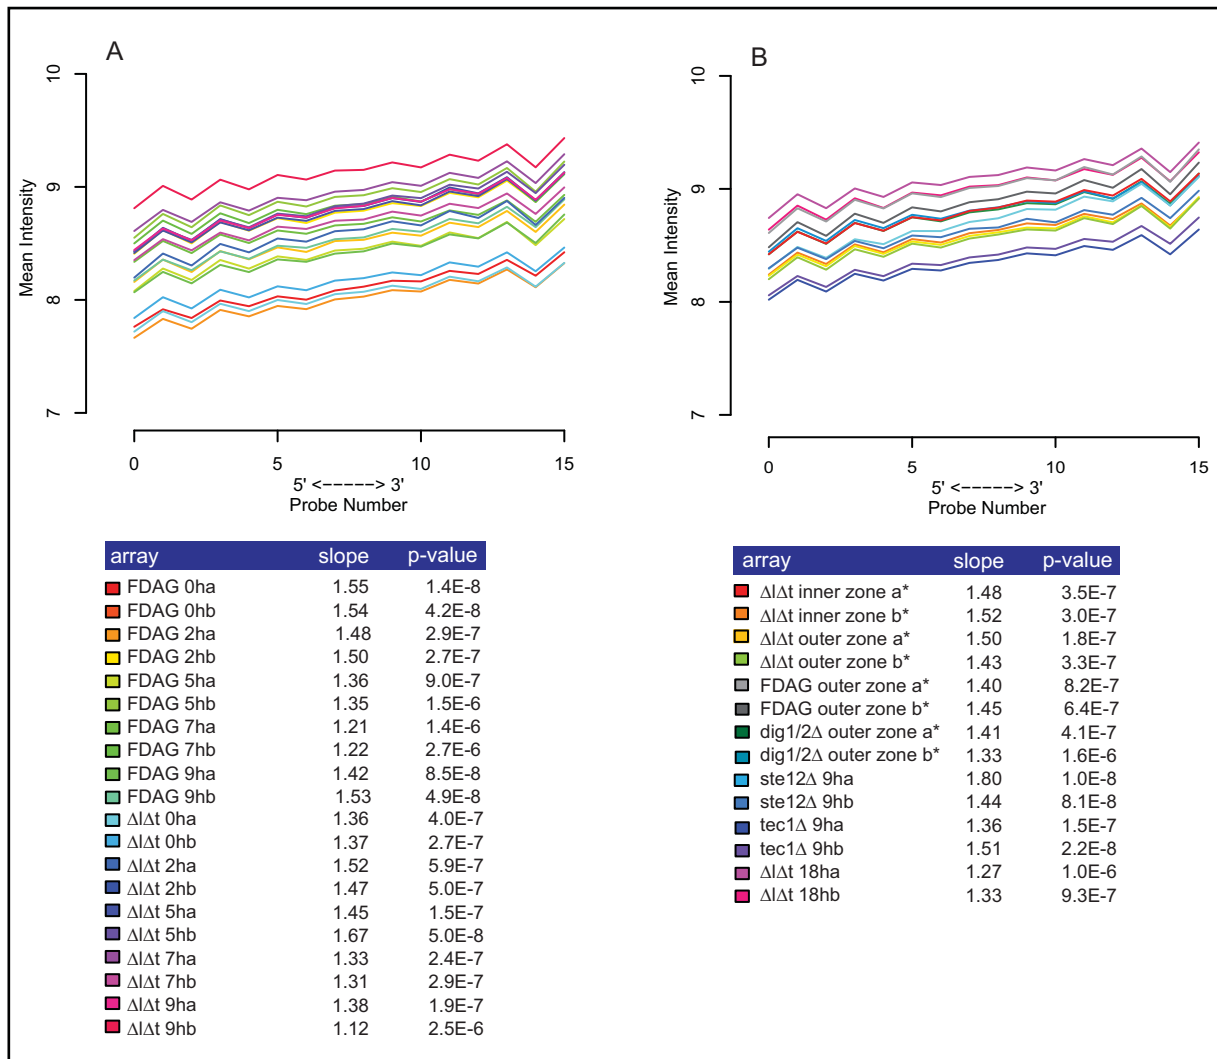 A
10
9
8
7
Mean Intensity
0 5 10 15
5' <-----> 3'
Probe Number
array slope p-value
FDAG 0ha 1.55 1.4E-8
FDAG 0hb 1.54 4.2E-8
FDAG 2ha 1.48 2.9E-7
FDAG 2hb 1.50 2.7E-7
FDAG 5ha 1.36 9.0E-7
FDAG 5hb 1.35 1.5E-6
FDAG 7ha 1.21 1.4E-6
FDAG 7hb 1.22 2.7E-6
FDAG 9ha 1.42 8.5E-8
FDAG 9hb 1.53 4.9E-8
ΔlΔt 0ha 1.36 4.0E-7
ΔlΔt 0hb 1.37 2.7E-7
ΔlΔt 2ha 1.52 5.9E-7
ΔlΔt 2hb 1.47 5.0E-7
ΔlΔt 5ha 1.45 1.5E-7
ΔlΔt 5hb 1.67 5.0E-8
ΔlΔt 7ha 1.33 2.4E-7
ΔlΔt 7hb 1.31 2.9E-7
ΔlΔt 9ha 1.38 1.9E-7
ΔlΔt 9hb 1.12 2.5E-6
B
10
9
8
7
Mean Intensity
0 5 10 15
5' <-----> 3'
Probe Number
array slope p-value
ΔlΔt inner zone a* 1.48 3.5E-7
ΔlΔt inner zone b* 1.52 3.0E-7
ΔlΔt outer zone a* 1.50 1.8E-7
ΔlΔt outer zone b* 1.43 3.3E-7
FDAG outer zone a* 1.40 8.2E-7
FDAG outer zone b* 1.45 6.4E-7
dig1/2Δ outer zone a* 1.41 4.1E-7
dig1/2Δ outer zone b* 1.33 1.6E-6
ste12Δ 9ha 1.80 1.0E-8
ste12Δ 9hb 1.44 8.1E-8
tec1Δ 9ha 1.36 1.5E-7
tec1Δ 9hb 1.51 2.2E-8
ΔlΔt 18ha 1.27 1.0E-6
ΔlΔt 18hb 1.33 9.3E-7